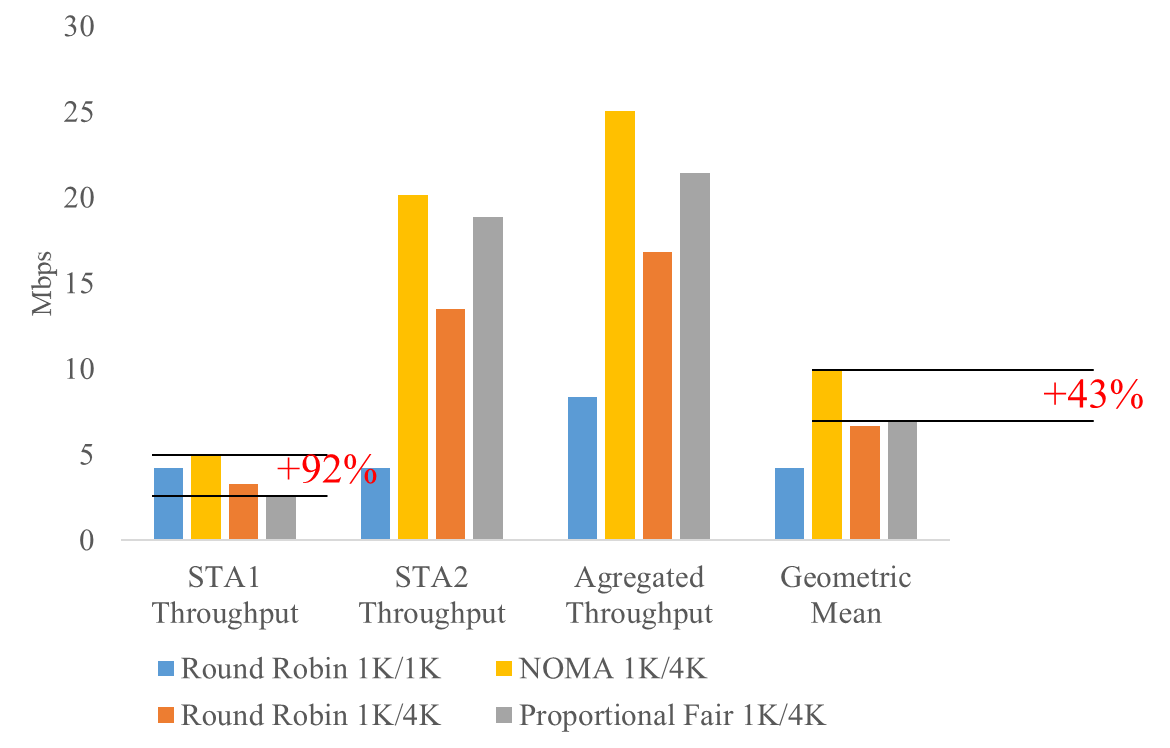 30
25
20
15
10
5
0
Mbps
+92%
+43%
STA1
Throughput
STA2
Throughput
Agregated
Throughput
Geometric
Mean
Round Robin 1K/1K
NOMA 1K/4K
Round Robin 1K/4K
Proportional Fair 1K/4K